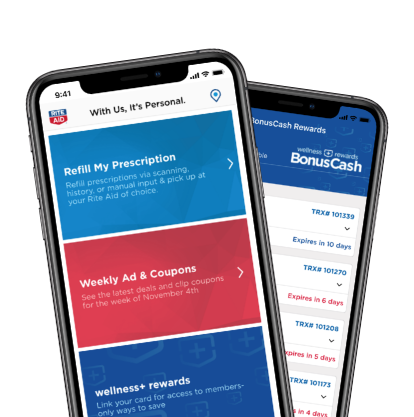 9:41
RITE
AID
With Us, It's Personal.
Refill My Prescription
Refill prescriptions via scanning,
history, or manual input & pick up at
your Rite Aid of choice.
Weekly Ad & Coupons
See the latest deals and clip coupons
for the week of November 4th
wellness+ rewards
Link your card for access to members-
only ways to save
BonusCash Rewards
wellness rewards
BonusCash
TRX# 101339
Expires in 10 days
TRX# 101270
Expires in 6 days
TRX# 101208
in 5 days
TRX# 101173
in 4 days